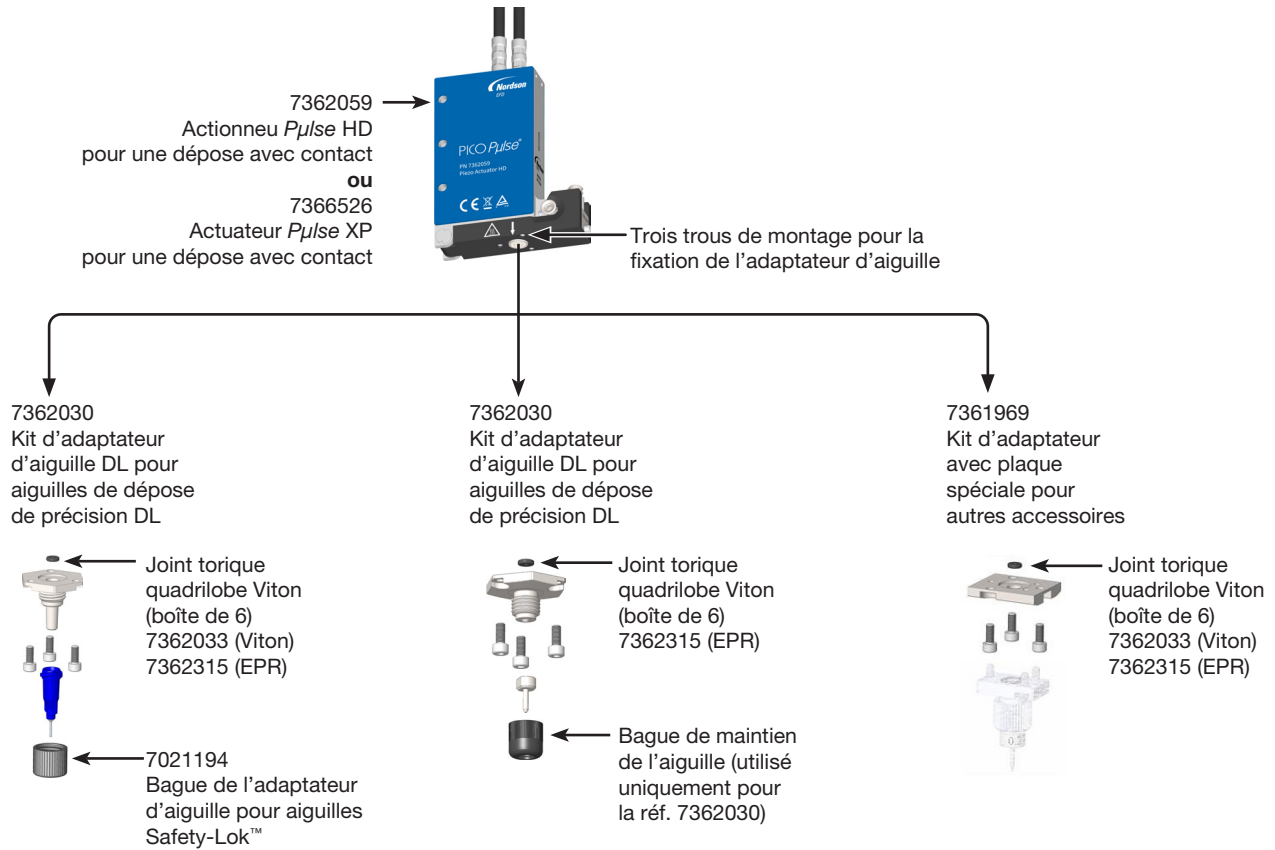 7362059
Actionneu Pµlse HD
pour une dépose avec contact
ou
7366526
Actuateur Pµlse XP
pour une dépose avec contact
Nordson
EFD
PICO Pµlse®
PN 7362059
Piezo Actuator HD
CE
Trois trous de montage pour la
fixation de l’adaptateur d’aiguille
7362030
Kit d’adaptateur
d’aiguille DL pour
aiguilles de dépose
de précision DL
Joint torique
quadrilobe Viton
(boîte de 6)
7362033 (Viton)
7362315 (EPR)
7021194
Bague de l’adaptateur
d’aiguille pour aiguilles
Safety-Lok™
7362030
Kit d’adaptateur
d’aiguille DL pour
aiguilles de dépose
de précision DL
Joint torique
quadrilobe Viton
(boîte de 6)
7362315 (EPR)
Bague de maintien
de l’aiguille (utilisé
uniquement pour
la réf. 7362030)
7361969
Kit d’adaptateur
avec plaque
spéciale pour
autres accessoires
Joint torique
quadrilobe Viton
(boîte de 6)
7362033 (Viton)
7362315 (EPR)